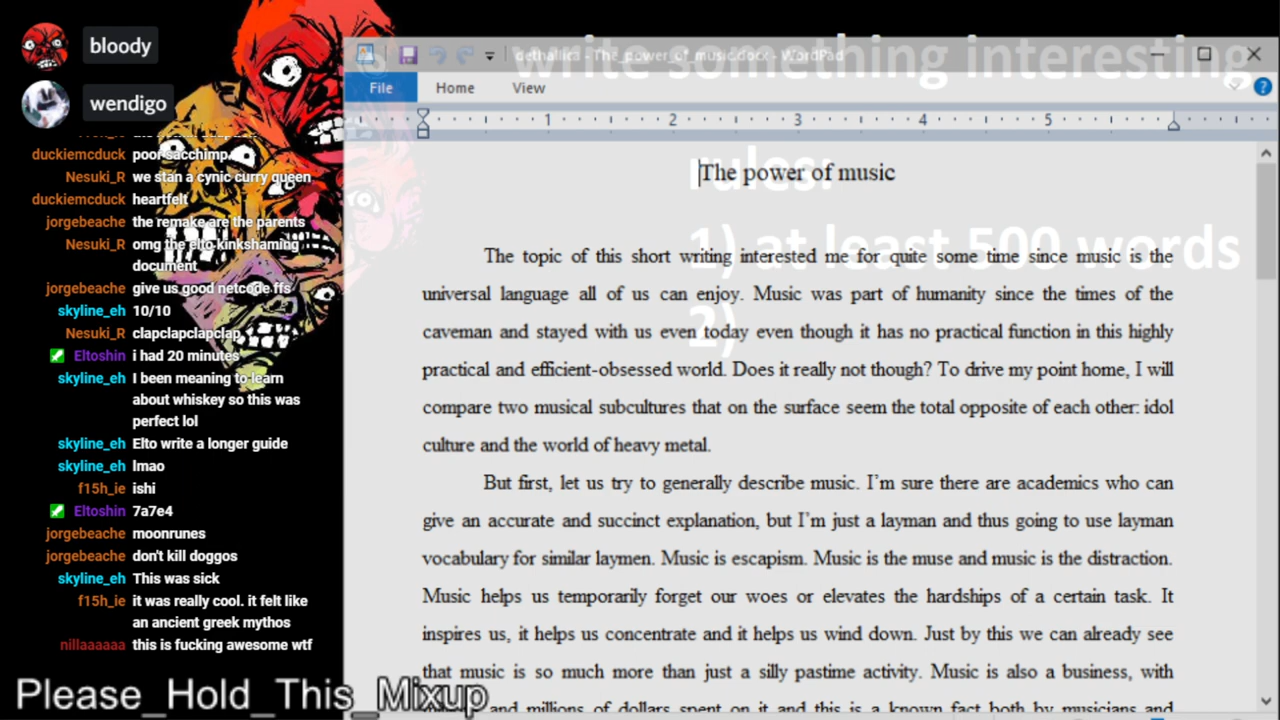 bloody
wendigo
duckiemcduck poor sacchimp
Nesuki_R we stan a cynic curry queen
duckiemcduck heartfelt
jorgebeache the remake are the parents
Nesuki_R omg the elto kinkshaming
document
jorgebeache give us good netcode ffs
skyline_eh 10/10
Nesuki_R clapclapclapclap
Eltoshin i had 20 minutes
skyline_eh I been meaning to learn
about whiskey so this was
perfect lol
skyline_eh Elto write a longer guide
skyline_eh lmao
f15h_ie ishi
Eltoshin 7a7e4
jorgebeache moonrunes
jorgebeache don't kill doggos
skyline_eh This was sick
f15h_ie it was really cool. it felt like
an ancient greek mythos
nillaaaaaa this is fucking awesome wtf
Please_Hold_This_Mixup
write something interesting
rules:
1) at least 500 words
2)
dethallica - The_power_of_music.docx - WordPad
File Home View
1 2 3 4 5
The power of music
The topic of this short writing interested me for quite some time since music is the
universal language all of us can enjoy. Music was part of humanity since the times of the
caveman and stayed with us even today even though it has no practical function in this highly
practical and efficient-obsessed world. Does it really not though? To drive my point home, I will
compare two musical subcultures that on the surface seem the total opposite of each other: idol
culture and the world of heavy metal.
But first, let us try to generally describe music. I'm sure there are academics who can
give an accurate and succinct explanation, but I'm just a layman and thus going to use layman
vocabulary for similar laymen. Music is escapism. Music is the muse and music is the distraction.
Music helps us temporarily forget our woes or elevates the hardships of a certain task. It
inspires us, it helps us concentrate and it helps us wind down. Just by this we can already see
that music is so much more than just a silly pastime activity. Music is also a business, with
and millions of dollars spent on it and this is a known fact both by musicians and